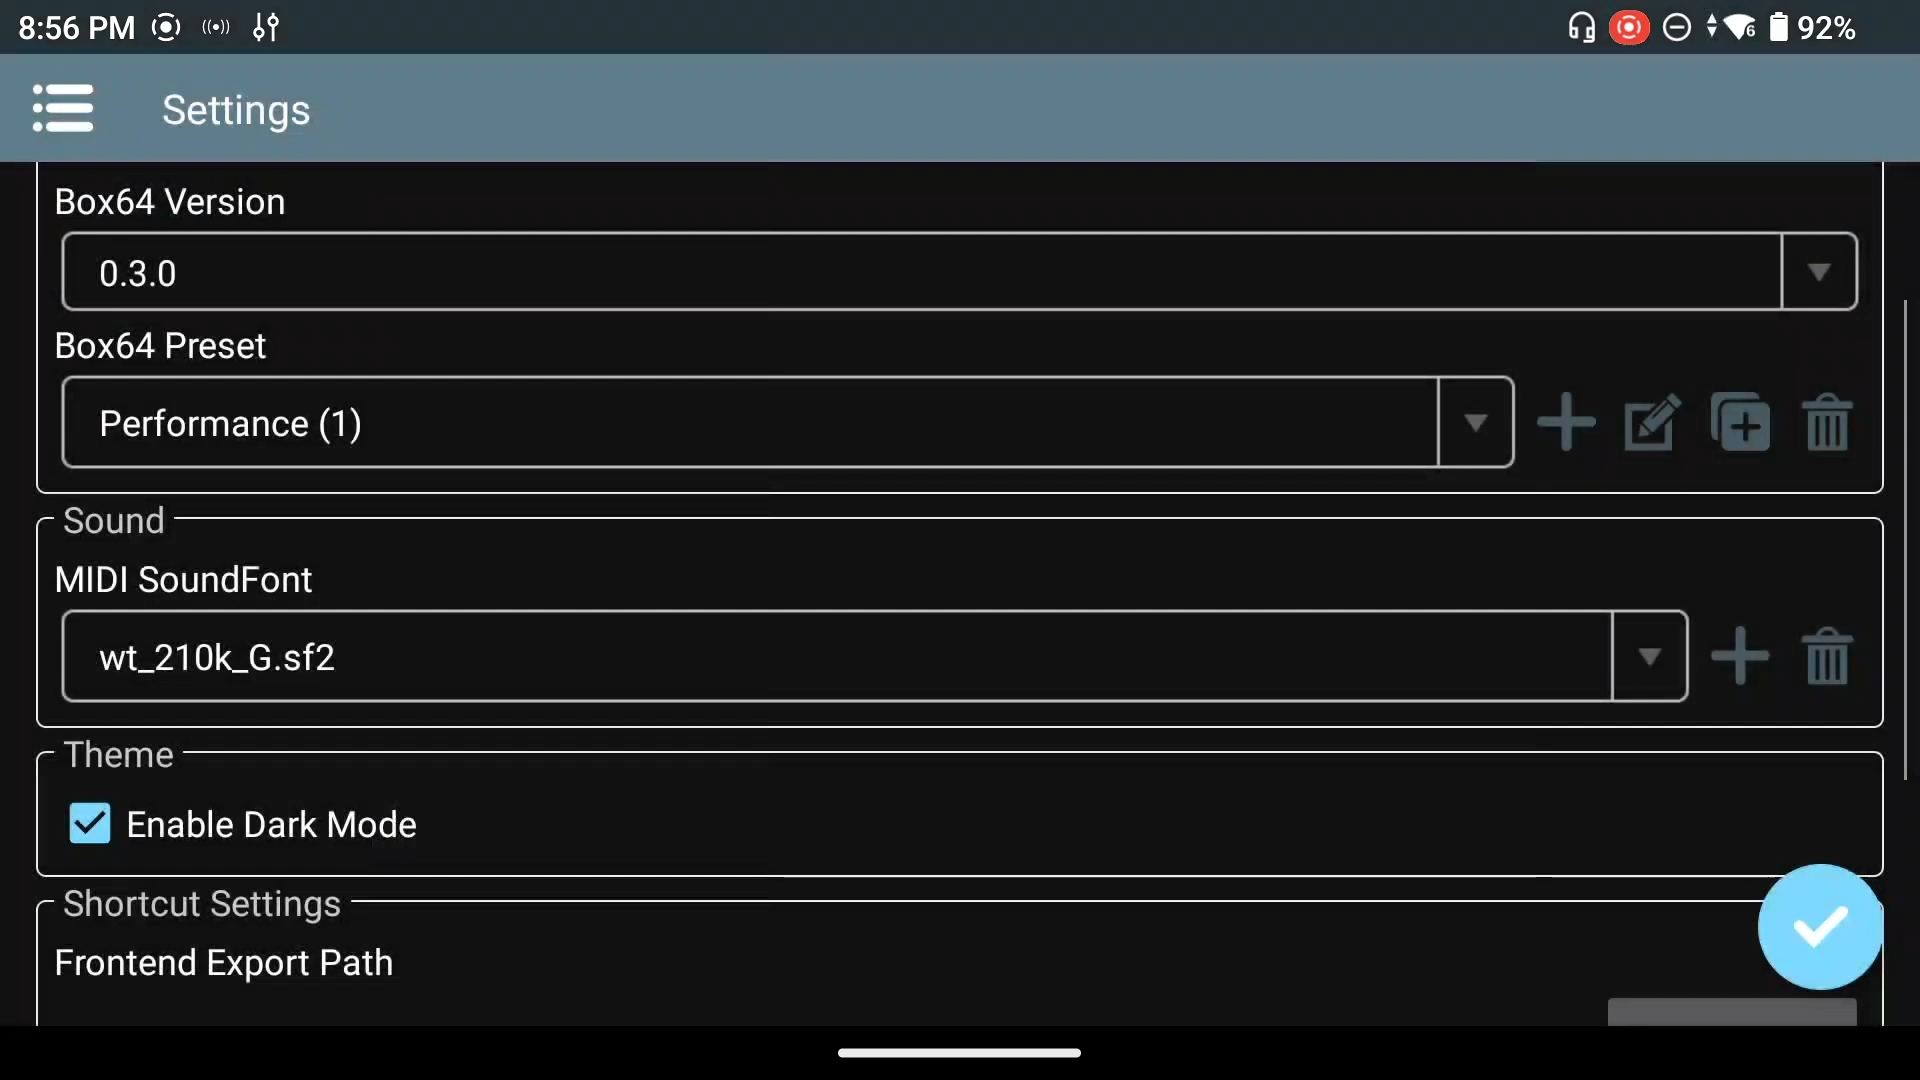 8:56 PM
6
92%
Settings
Box64 Version
0.3.0
Box64 Preset
Performance (1)
Sound
MIDI SoundFont
wt_210k_G.sf2
Theme
Enable Dark Mode
Shortcut Settings
Frontend Export Path